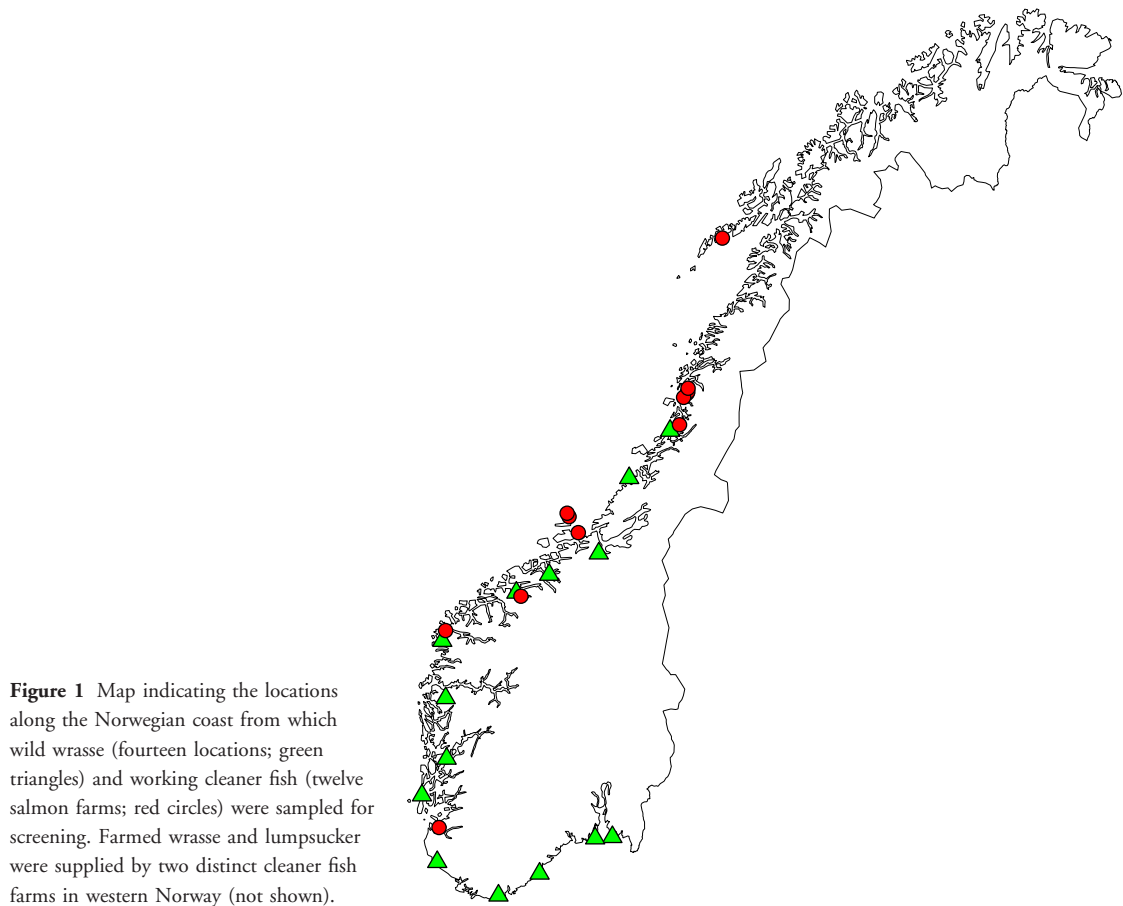 Figure 1 Map indicating the locations
along the Norwegian coast from which
wild wrasse (fourteen locations; green
triangles) and working cleaner fish (twelve
salmon farms; red circles) were sampled for
screening. Farmed wrasse and lumpsucker
were supplied by two distinct cleaner fish
farms in western Norway (not shown).